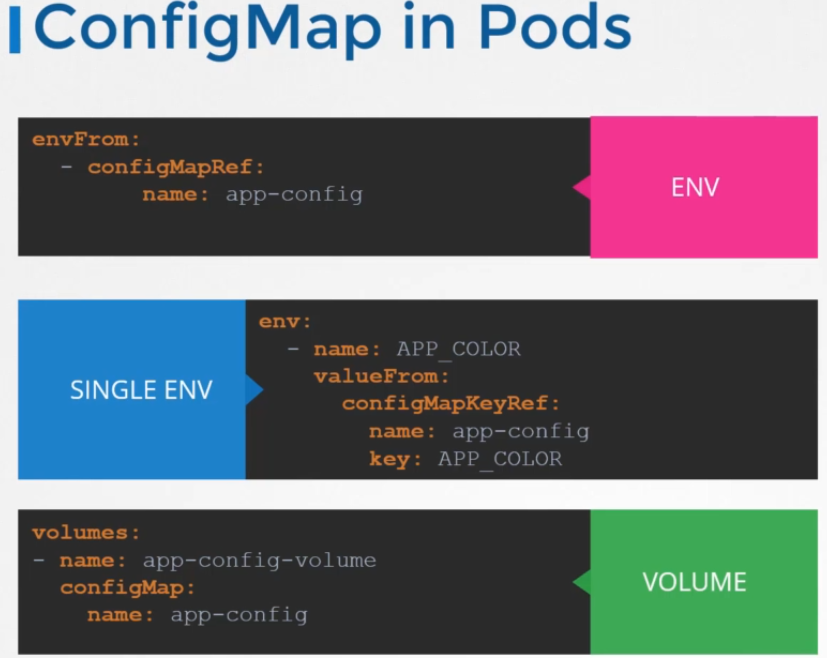 ConfigMap in Pods
envFrom:
  - configMapRef:
        name: app-config
ENV
SINGLE ENV
env:
  - name: APP_COLOR
    valueFrom:
      configMapKeyRef:
        name: app-config
        key: APP_COLOR
volumes:
- name: app-config-volume
  configMap:
    name: app-config
VOLUME